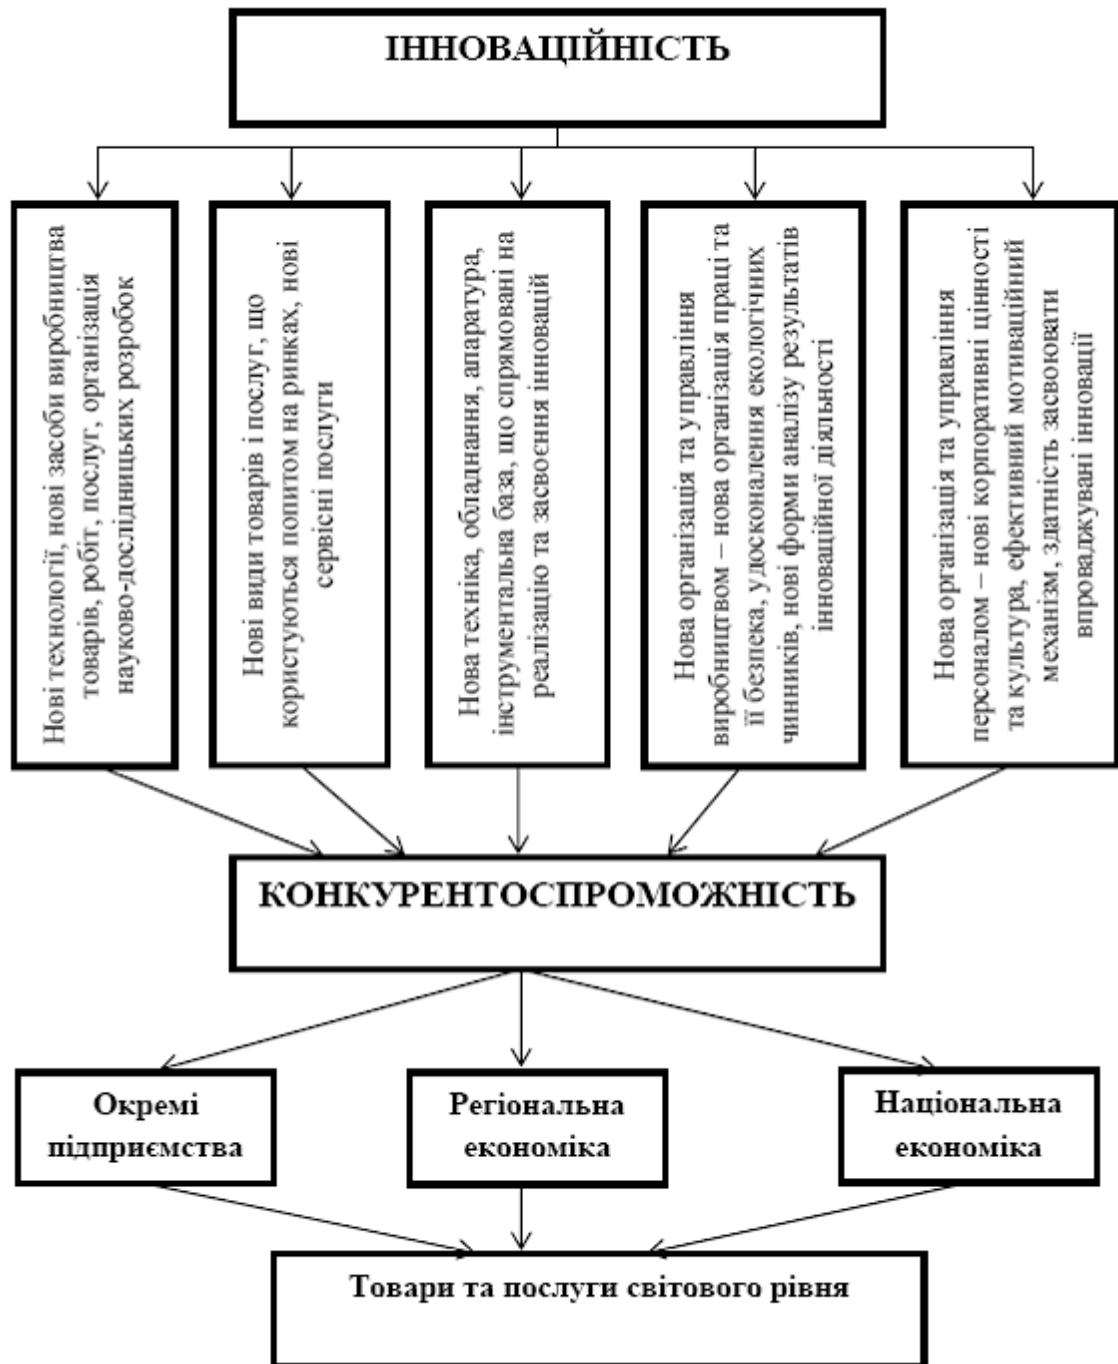 ІННОВАЦІЙНІСТЬ
Нові технології, нові засоби виробництва
товарів, робіт, послуг, організація
науково-дослідницьких розробок
Нові види товарів і послуг, що
користуються попитом на ринках, нові
сервісні послуги
Нова техніка, обладнання, апаратура,
інструментальна база, що спрямовані на
реалізацію та засвоєння інновацій
Нова організація та управління
виробництвом – нова організація праці та
її безпека, удосконалення екологічних
чинників, нові форми аналізу результатів
інноваційної діяльності
Нова організація та управління
персоналом – нові корпоративні цінності
та культура, ефективний мотиваційний
механізм, здатність засвоювати
впроваджувані інновації
КОНКУРЕНТОСПРОМОЖНІСТЬ
Окремі
підприємства
Регіональна
економіка
Національна
економіка
Товари та послуги світового рівня